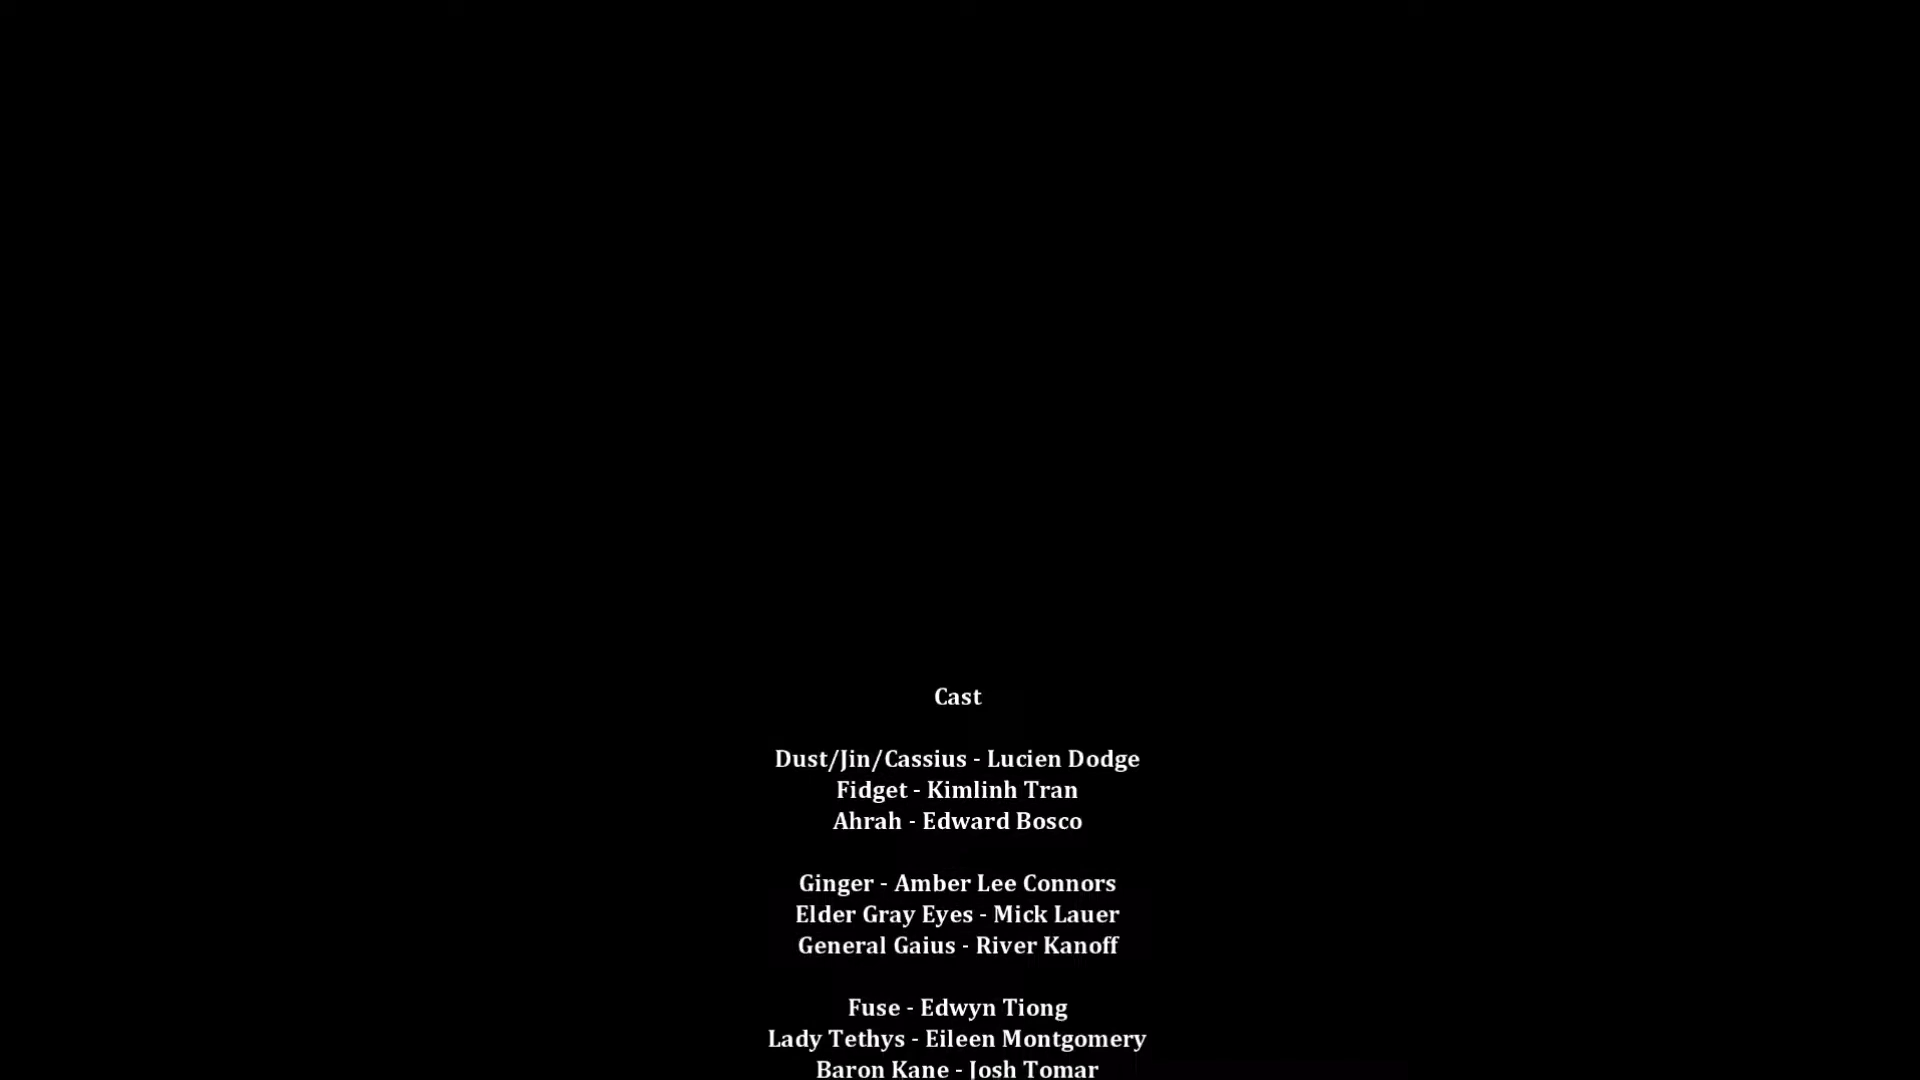 Cast
Dust/Jin/Cassius - Lucien Dodge
Fidget - Kimlinh Tran
Ahrah - Edward Bosco
Ginger - Amber Lee Connors
Elder Gray Eyes - Mick Lauer
General Gaius - River Kanoff
Fuse - Edwyn Tiong
Lady Tethys - Eileen Montgomery
Baron Kane - Josh Tomar